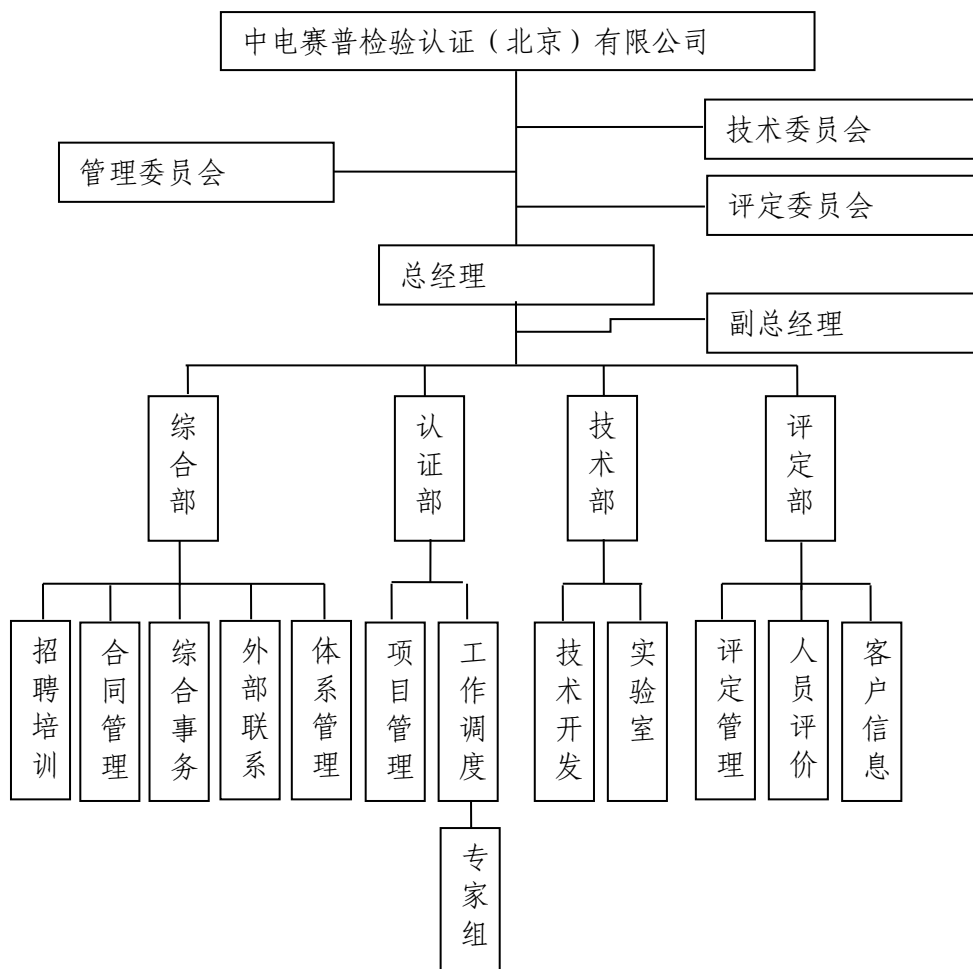 中电赛普检验认证（北京）有限公司
技术委员会
管理委员会
评定委员会
总经理
副总经理
综合部
认证部
技术部
评定部
招聘培训
合同管理
综合事务
外部联系
体系管理
项目管理
工作调度
技术开发
实验室
评定管理
人员评价
客户信息
专家组